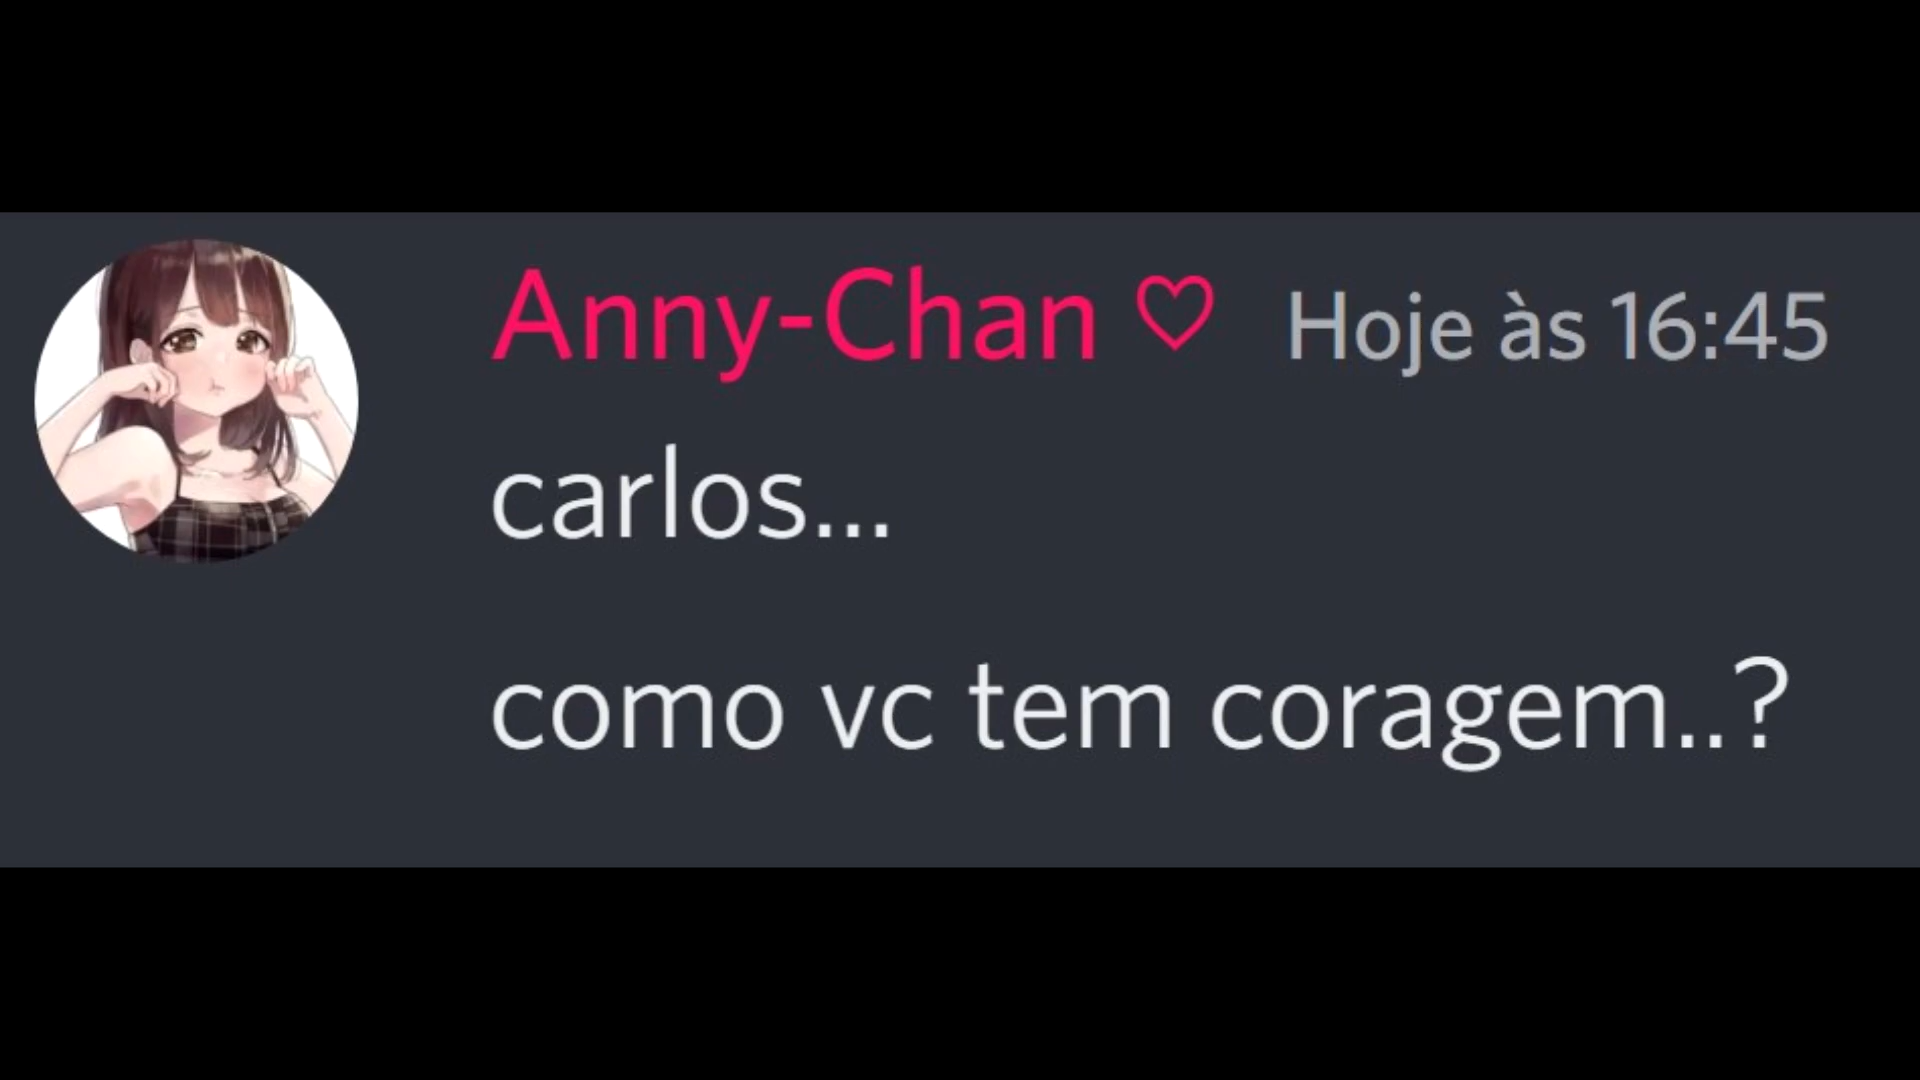 Anny-Chan ♡ Hoje às 16:45
carlos...
como vc tem coragem..?